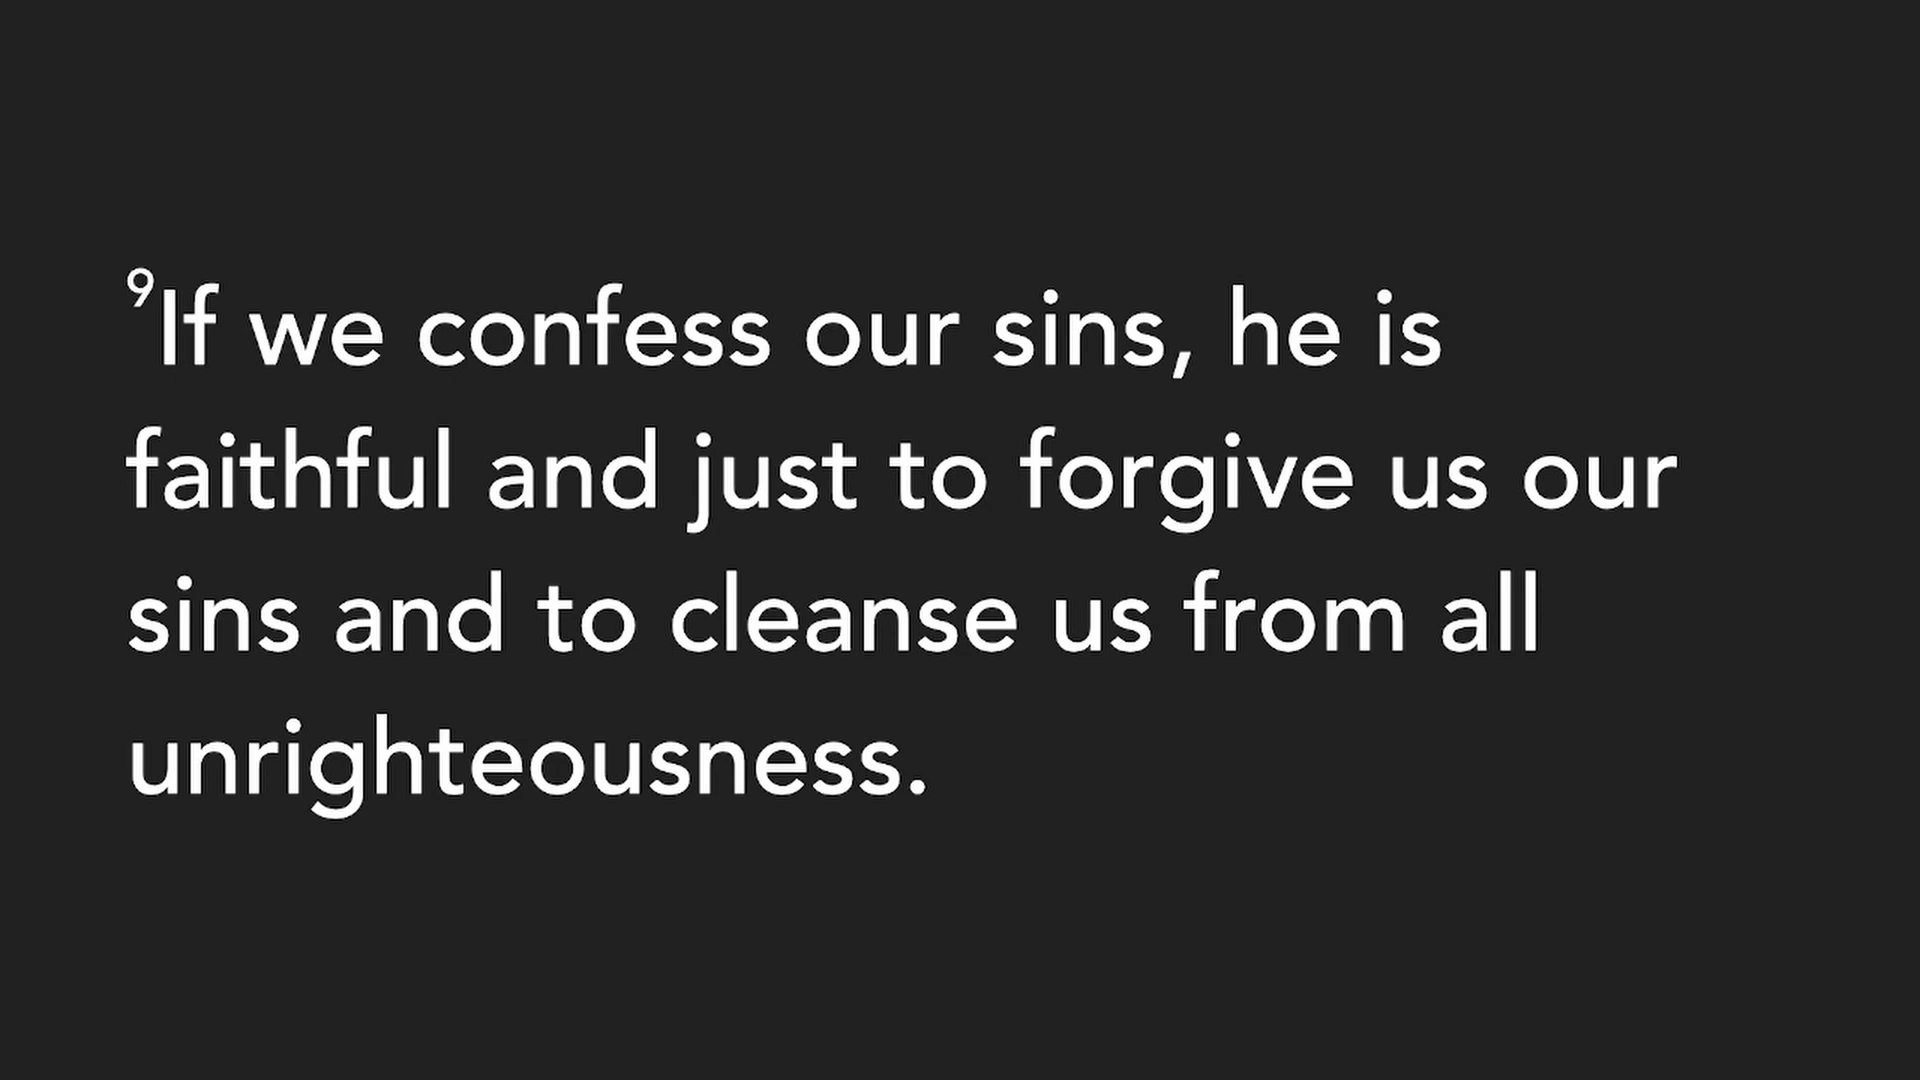 ⁹If we confess our sins, he is
faithful and just to forgive us our
sins and to cleanse us from all
unrighteousness.